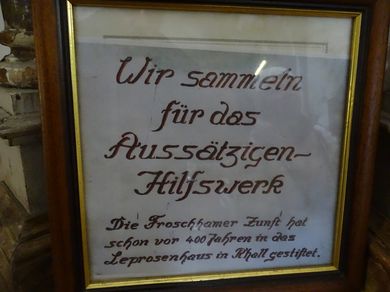 Wir sammeln
für das
Aussätzigen-
Hilfswerk
Die Froschhamer Zunft hat
schon vor 400 Jahren in das
Leprosenhaus in Rhall gestiftet.